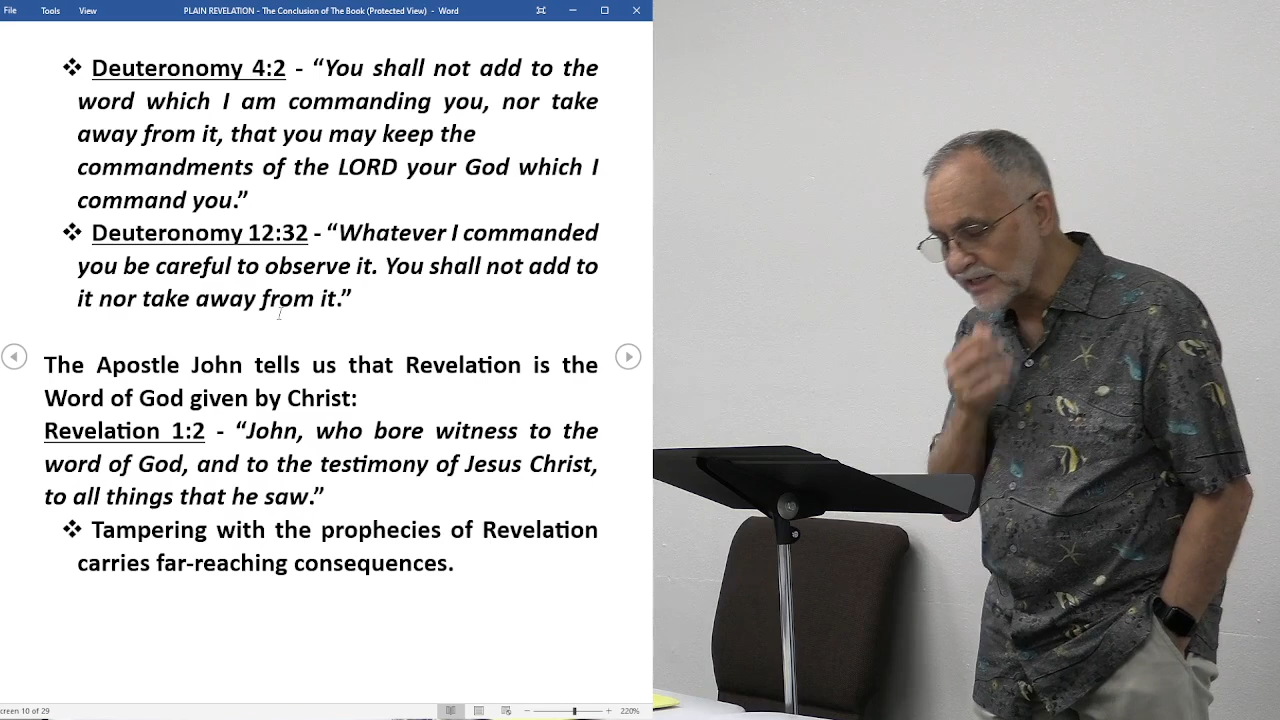 File Tools View PLAIN REVELATION - The Conclusion of The Book (Protected View) - Word
❖ Deuteronomy 4:2 - “You shall not add to the
word which I am commanding you, nor take
away from it, that you may keep the
commandments of the LORD your God which I
command you.”
❖ Deuteronomy 12:32 - “Whatever I commanded
you be careful to observe it. You shall not add to
it nor take away from it.”
The Apostle John tells us that Revelation is the
Word of God given by Christ:
Revelation 1:2 - “John, who bore witness to the
word of God, and to the testimony of Jesus Christ,
to all things that he saw.”
❖ Tampering with the prophecies of Revelation
carries far-reaching consequences.
creen 10 of 29 220%